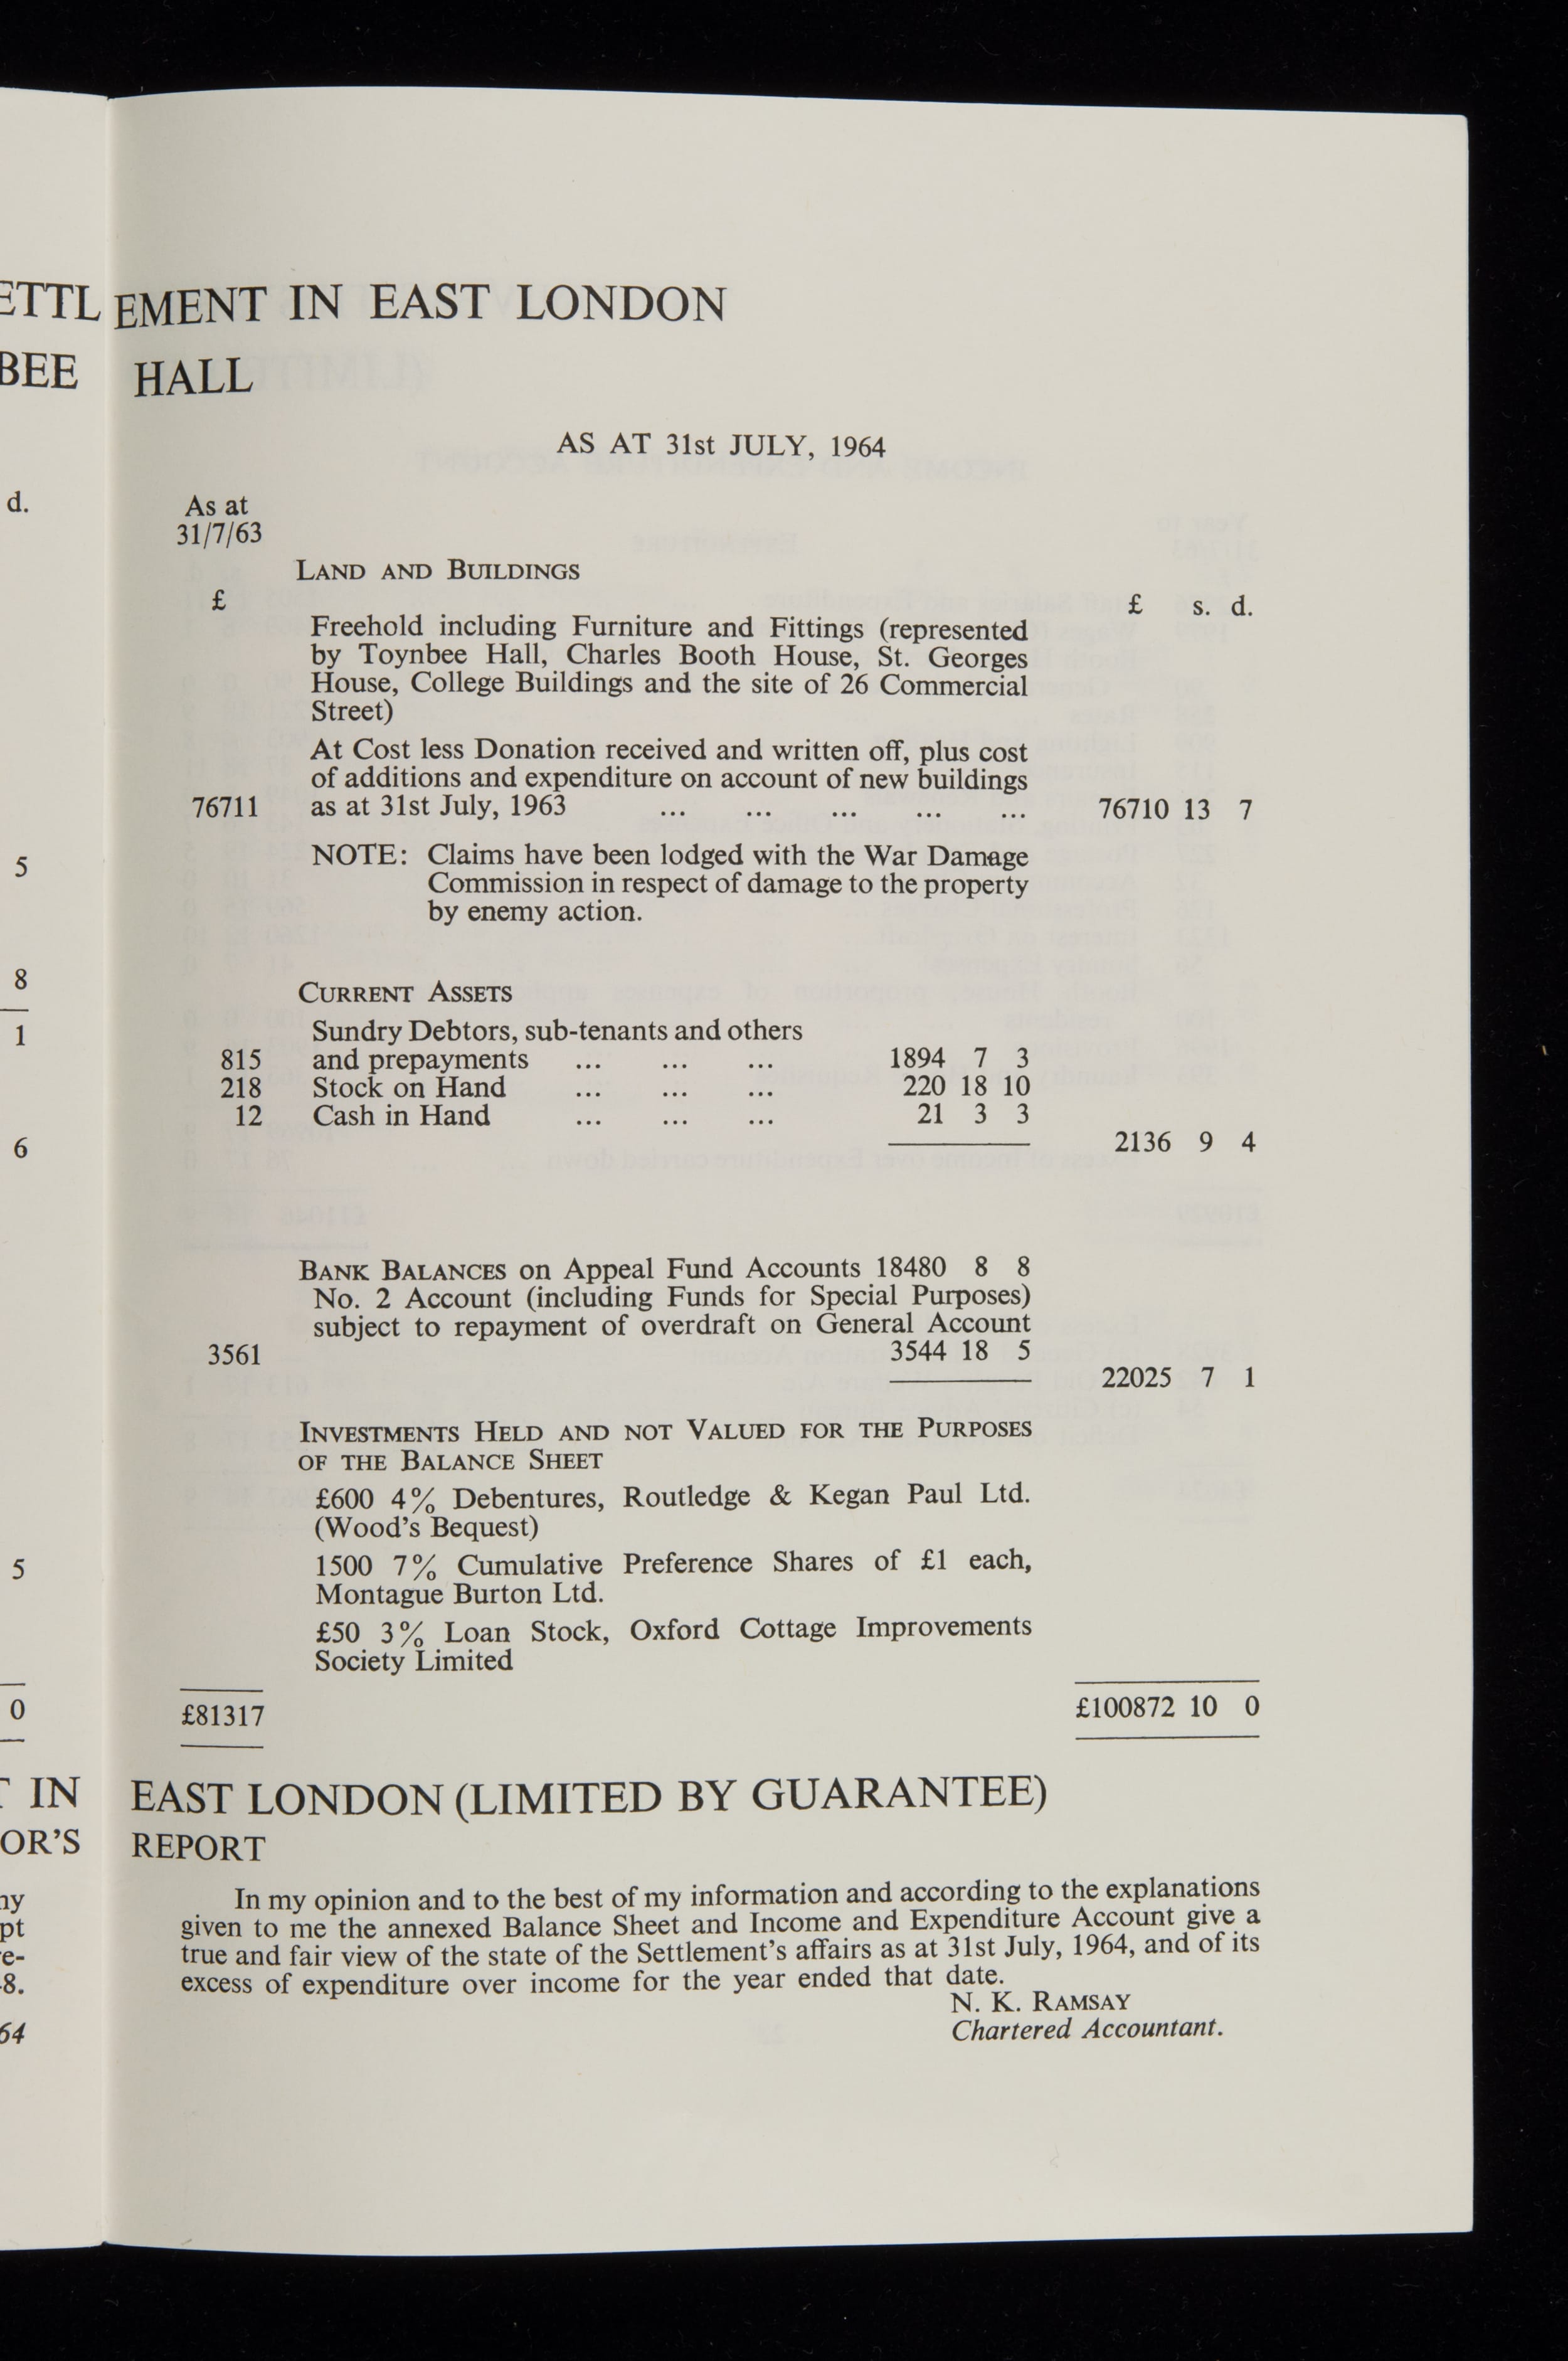 ETTLEMENT IN EAST LONDON
BEE HALL
AS AT 31st JULY, 1964
d.
As at
31/7/63
LAND AND BUILDINGS
£ £ s. d.
Freehold including Furniture and Fittings (represented
by Toynbee Hall, Charles Booth House, St. Georges
House, College Buildings and the site of 26 Commercial
Street)
At Cost less Donation received and written off, plus cost
of additions and expenditure on account of new buildings
76711 as at 31st July, 1963 ... ... ... ... ... 76710 13 7
5
NOTE: Claims have been lodged with the War Damage
Commission in respect of damage to the property
by enemy action.
8
CURRENT ASSETS
1
Sundry Debtors, sub-tenants and others
815 and prepayments ... ... ... 1894 7 3
218 Stock on Hand ... ... ... 220 18 10
12 Cash in Hand ... ... ... 21 3 3
6
2136 9 4
BANK BALANCES on Appeal Fund Accounts 18480 8 8
No. 2 Account (including Funds for Special Purposes)
subject to repayment of overdraft on General Account
3561 3544 18 5
22025 7 1
INVESTMENTS HELD AND NOT VALUED FOR THE PURPOSES
OF THE BALANCE SHEET
£600 4% Debentures, Routledge & Kegan Paul Ltd.
(Wood's Bequest)
5
1500 7% Cumulative Preference Shares of £1 each,
Montague Burton Ltd.
£50 3% Loan Stock, Oxford Cottage Improvements
Society Limited
0
£81317 £100872 10 0
T IN EAST LONDON (LIMITED BY GUARANTEE)
OR'S REPORT
ny
pt
re-
8.
64
In my opinion and to the best of my information and according to the explanations
given to me the annexed Balance Sheet and Income and Expenditure Account give a
true and fair view of the state of the Settlement's affairs as at 31st July, 1964, and of its
excess of expenditure over income for the year ended that date.
N. K. RAMSAY
Chartered Accountant.